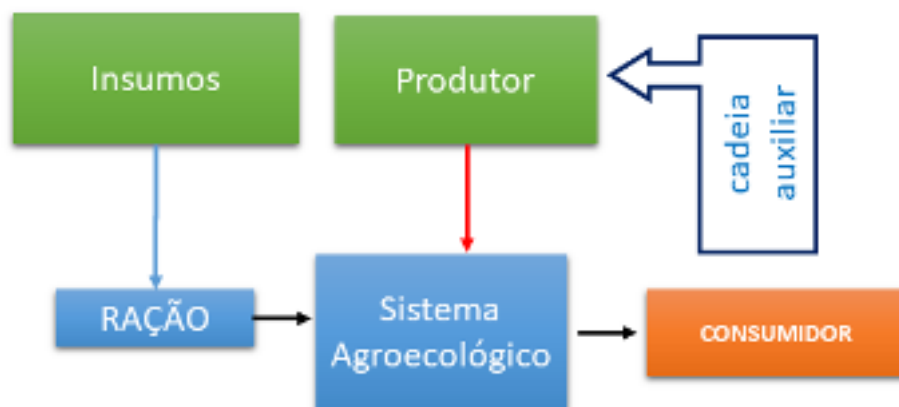 Insumos
Produtor
cadeia
auxiliar
RAÇÃO
Sistema
Agroecológico
CONSUMIDOR